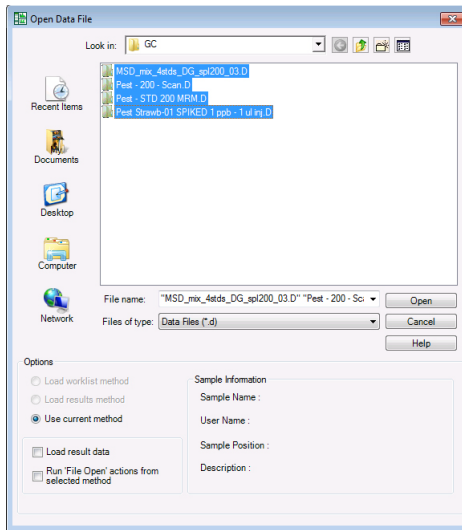 Open Data File
Look in: GC
MSD_mix_4stds_DG_spl200_03.D
Pest - 200 - Scan.D
Pest - STD 200 MRM.D
Pest Strawb-01 SPIKED 1 ppb - 1 ul inj.D
Recent Items
Documents
Desktop
Computer
Network
File name: "MSD_mix_4stds_DG_spl200_03.D" "Pest - 200 - Sca
Open
Files of type: Data Files (*.d)
Cancel
Help
Options
Load worklist method
Load results method
Use current method
Load result data
Run 'File Open' actions from
selected method
Sample Information
Sample Name :
User Name :
Sample Position :
Description :